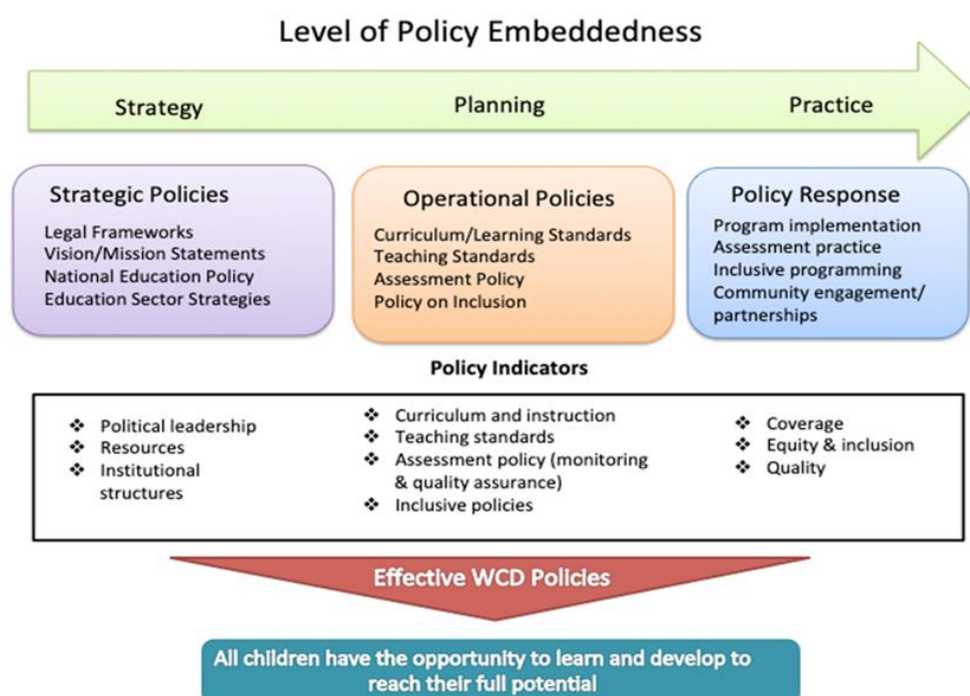 Level of Policy Embeddedness
Strategy
Planning
Practice
Strategic Policies
Legal Frameworks
Vision/Mission Statements
National Education Policy
Education Sector Strategies
Operational Policies
Curriculum/Learning Standards
Teaching Standards
Assessment Policy
Policy on Inclusion
Policy Response
Program implementation
Assessment practice
Inclusive programming
Community engagement/
partnerships
Policy Indicators
❖ Political leadership
❖ Resources
❖ Institutional
structures
❖ Curriculum and instruction
❖ Teaching standards
❖ Assessment policy (monitoring
& quality assurance)
❖ Inclusive policies
❖ Coverage
❖ Equity & inclusion
❖ Quality
Effective WCD Policies
All children have the opportunity to learn and develop to
reach their full potential